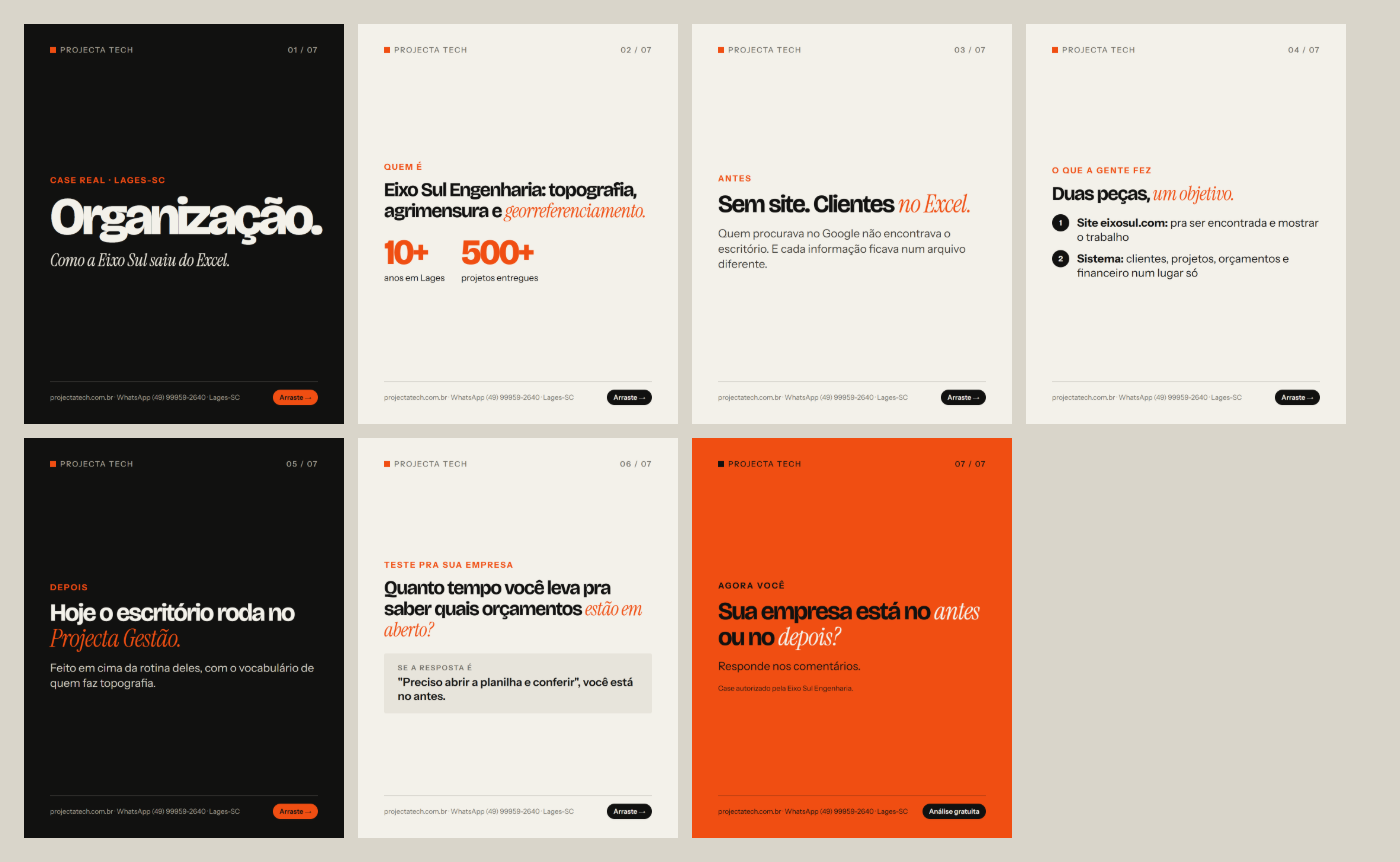 PROJECTA TECH
01 / 07
CASE REAL · LAGES-SC
Organização.
Como a Eixo Sul saiu do Excel.
projectatech.com.br · WhatsApp (49) 99959-2640 · Lages-SC
Arraste →
PROJECTA TECH
02 / 07
QUEM É
Eixo Sul Engenharia: topografia,
agrimensura e georreferenciamento.
10+
anos em Lages
500+
projetos entregues
projectatech.com.br · WhatsApp (49) 99959-2640 · Lages-SC
Arraste →
PROJECTA TECH
03 / 07
ANTES
Sem site. Clientes no Excel.
Quem procurava no Google não encontrava o
escritório. E cada informação ficava num arquivo
diferente.
projectatech.com.br · WhatsApp (49) 99959-2640 · Lages-SC
Arraste →
PROJECTA TECH
04 / 07
O QUE A GENTE FEZ
Duas peças, um objetivo.
1 Site eixosul.com: pra ser encontrada e mostrar
o trabalho
2 Sistema: clientes, projetos, orçamentos e
financeiro num lugar só
projectatech.com.br · WhatsApp (49) 99959-2640 · Lages-SC
Arraste →
PROJECTA TECH
05 / 07
DEPOIS
Hoje o escritório roda no
Projecta Gestão.
Feito em cima da rotina deles, com o vocabulário de
quem faz topografia.
projectatech.com.br · WhatsApp (49) 99959-2640 · Lages-SC
Arraste →
PROJECTA TECH
06 / 07
TESTE PRA SUA EMPRESA
Quanto tempo você leva pra
saber quais orçamentos estão em
aberto?
SE A RESPOSTA É
"Preciso abrir a planilha e conferir", você está
no antes.
projectatech.com.br · WhatsApp (49) 99959-2640 · Lages-SC
Arraste →
PROJECTA TECH
07 / 07
AGORA VOCÊ
Sua empresa está no antes
ou no depois?
Responde nos comentários.
Case autorizado pela Eixo Sul Engenharia.
projectatech.com.br · WhatsApp (49) 99959-2640 · Lages-SC
Análise gratuita